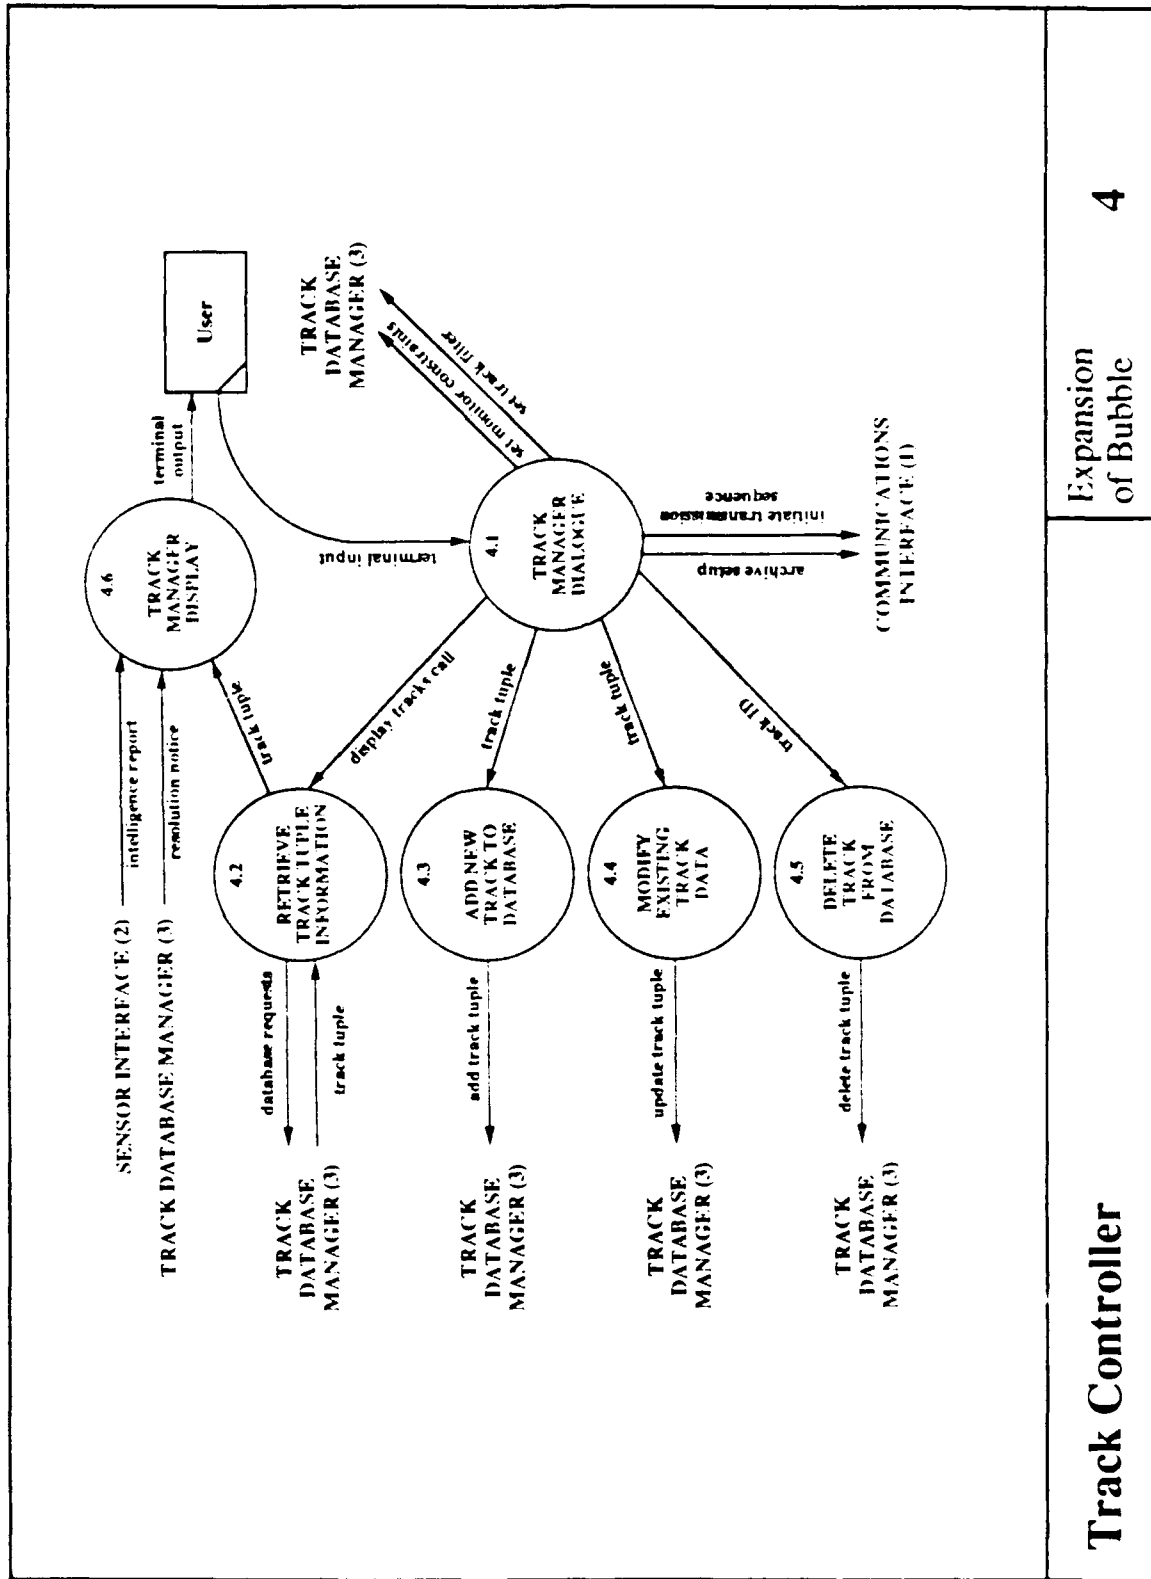 SENSOR INTERFACE (2)
intelligence report
TRACK DATABASE MANAGER (3)
resolution notice
4.6
TRACK
MANAGER
DISPLAY
terminal
output
User
track tuple
TRACK
DATABASE
MANAGER (3)
database requests
track tuple
4.2
RETRIEVE
TRACK TUPLE
INFORMATION
display tracks call
terminal input
TRACK
DATABASE
MANAGER (3)
set monitor constraints
set track filter
TRACK
DATABASE
MANAGER (3)
add track tuple
4.3
ADD NEW
TRACK TO
DATABASE
track tuple
4.1
TRACK
MANAGER
DIALOGUE
TRACK
DATABASE
MANAGER (3)
update track tuple
4.4
MODIFY
EXISTING
TRACK
DATA
track tuple
archive setup
initiate transmission
sequence
TRACK
DATABASE
MANAGER (3)
delete track tuple
4.5
DELETE
TRACK
FROM
DATABASE
track ID
COMMUNICATIONS
INTERFACE (1)
Track Controller
Expansion
of Bubble
4